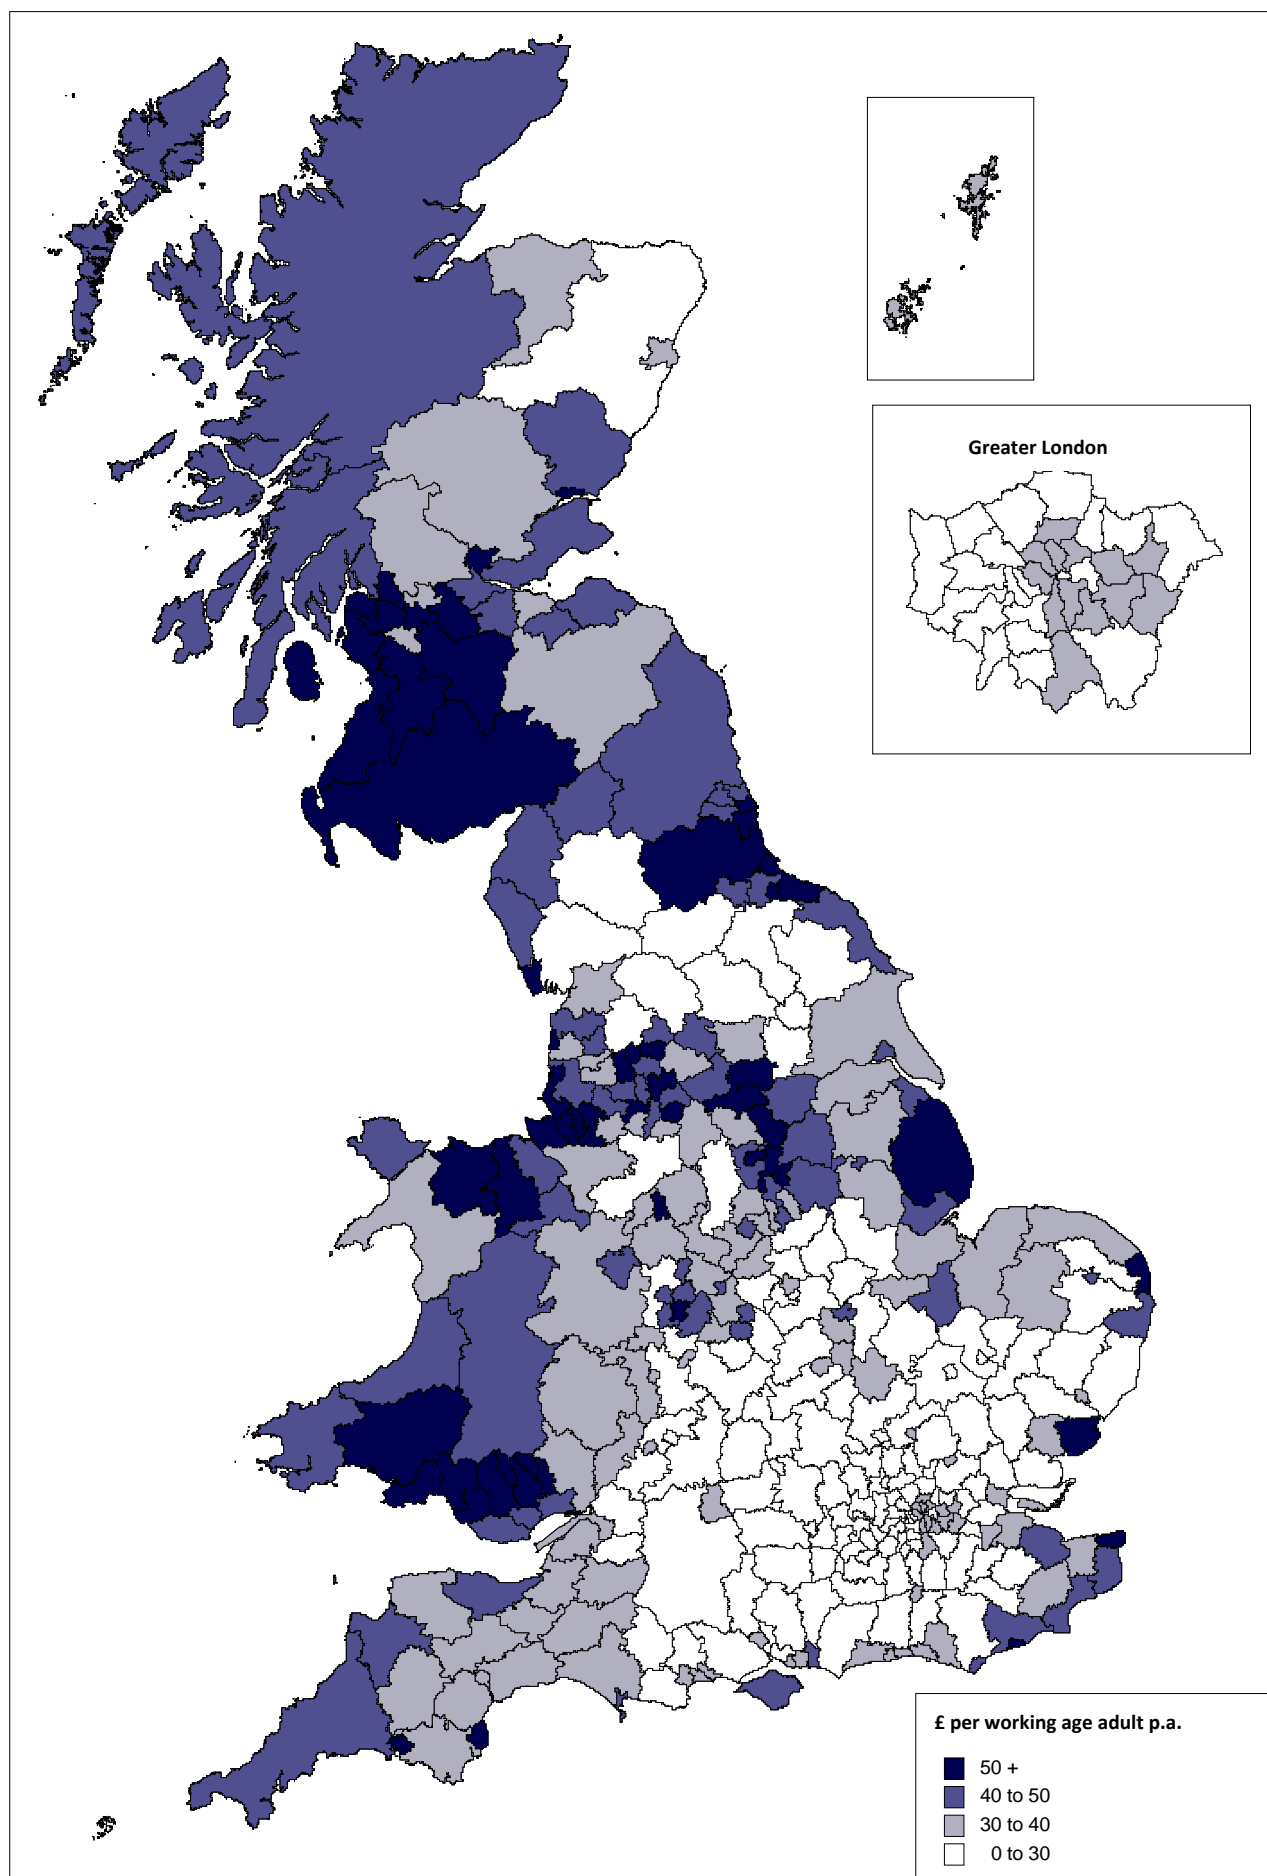 Greater London
£ per working age adult p.a.
50 +
40 to 50
30 to 40
0 to 30